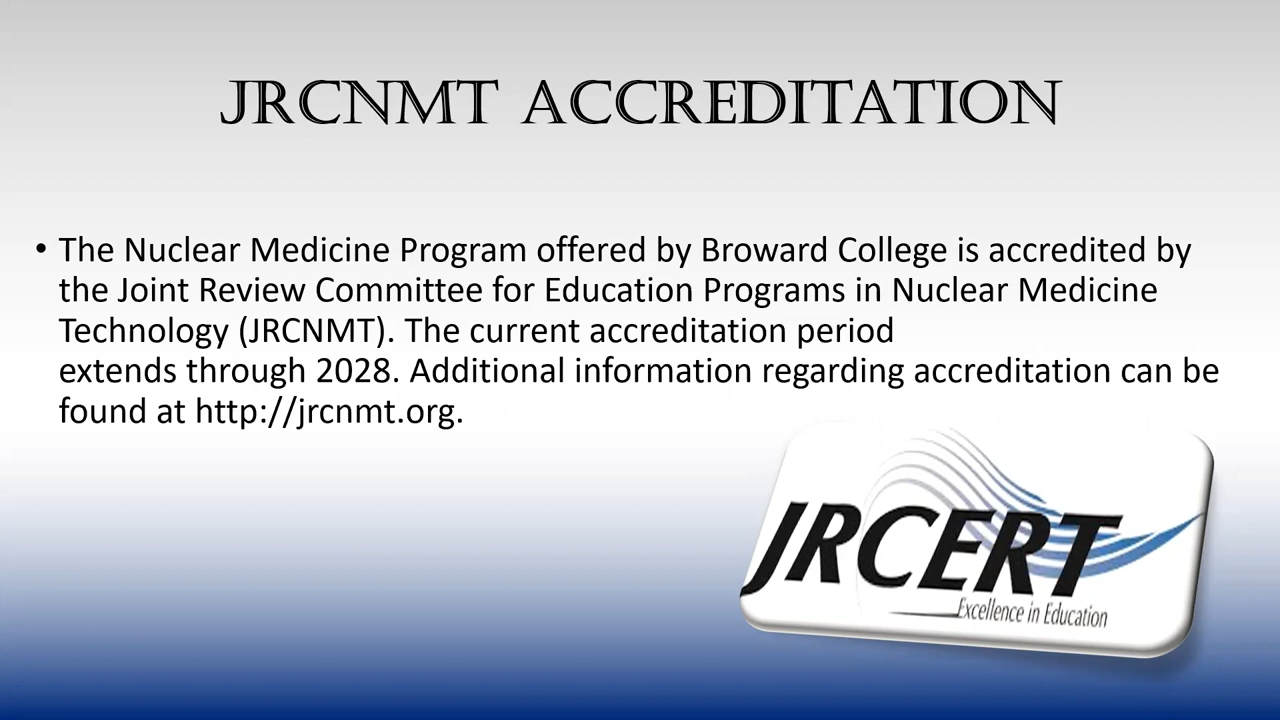 JRCNMT ACCREDITATION
• The Nuclear Medicine Program offered by Broward College is accredited by
the Joint Review Committee for Education Programs in Nuclear Medicine
Technology (JRCNMT). The current accreditation period
extends through 2028. Additional information regarding accreditation can be
found at http://jrcnmt.org.
JRCERT
Excellence in Education